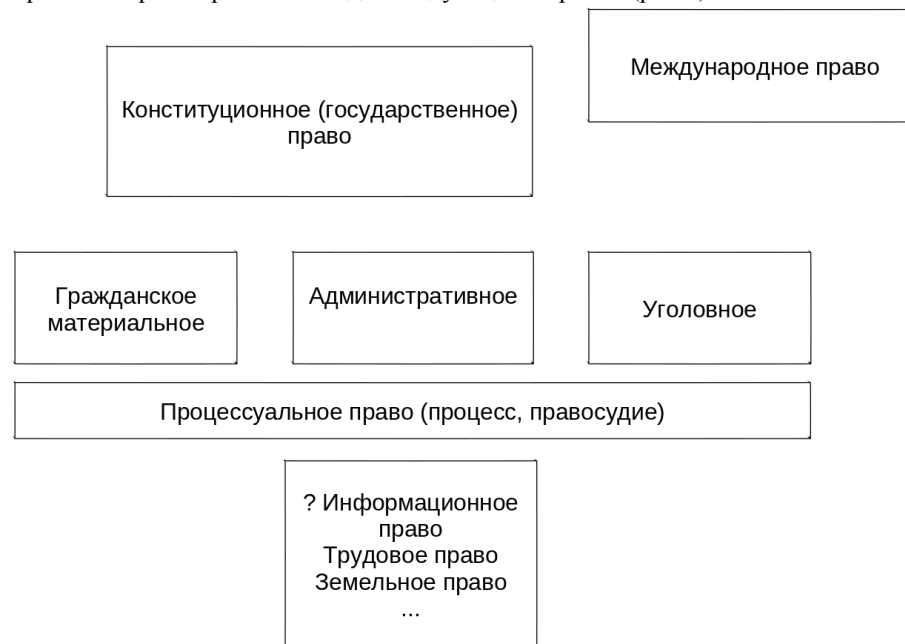 Международное право
Конституционное (государственное)
право
Гражданское
материальное
Административное
Уголовное
Процессуальное право (процесс, правосудие)
? Информационное
право
Трудовое право
Земельное право
...